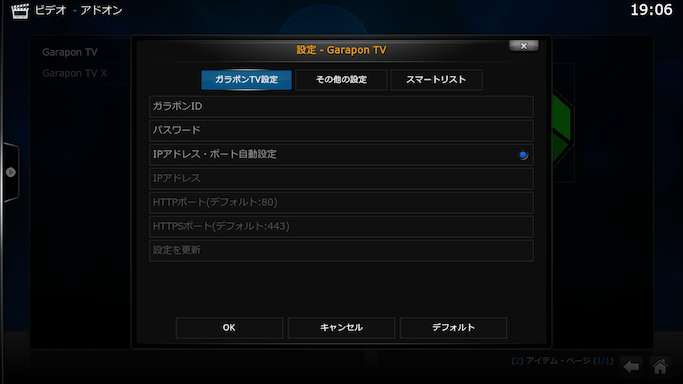 ビデオ - アドオン
19:06
Garapon TV
Garapon TV X
設定 - Garapon TV
ガラポンTV設定
その他の設定
スマートリスト
ガラポンID
パスワード
IPアドレス・ポート自動設定
IPアドレス
HTTPポート(デフォルト:80)
HTTPSポート(デフォルト:443)
設定を更新
OK
キャンセル
デフォルト
(2) アイテム - ページ (1/1)